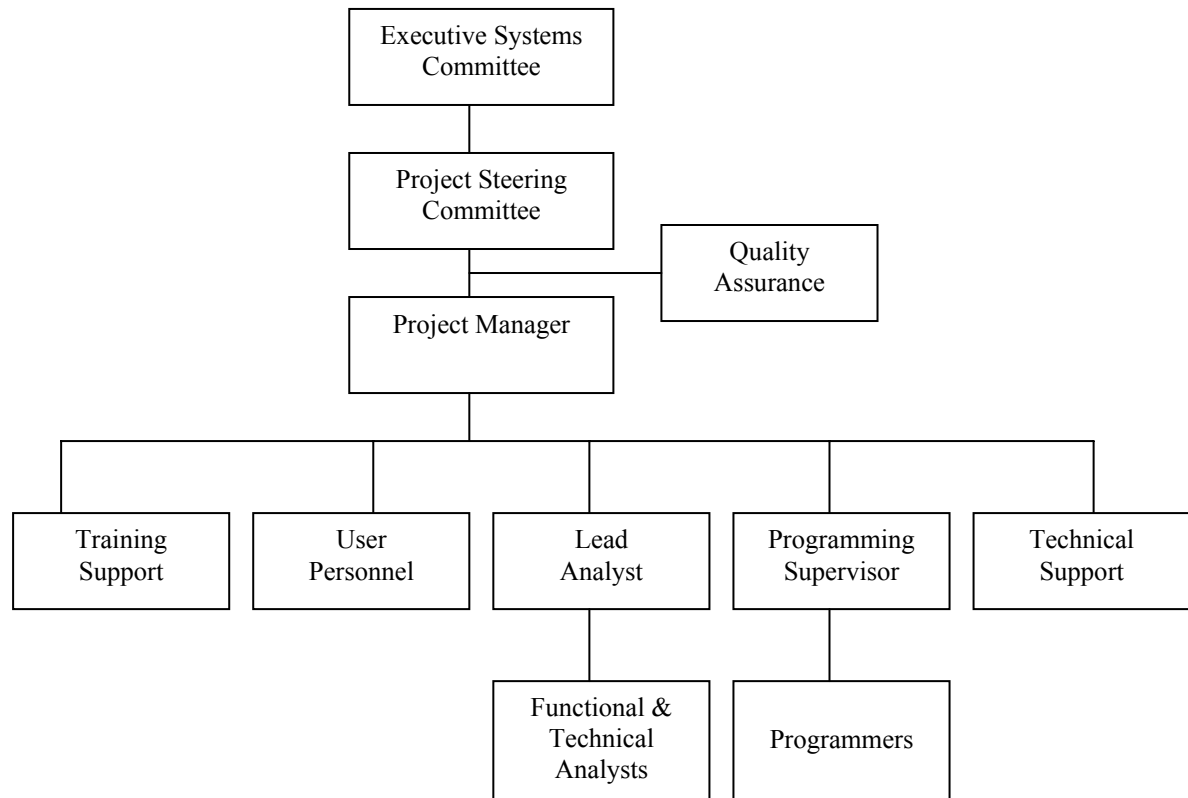 Executive Systems
Committee
Project Steering
Committee
Quality
Assurance
Project Manager
Training
Support
User
Personnel
Lead
Analyst
Programming
Supervisor
Technical
Support
Functional &
Technical
Analysts
Programmers